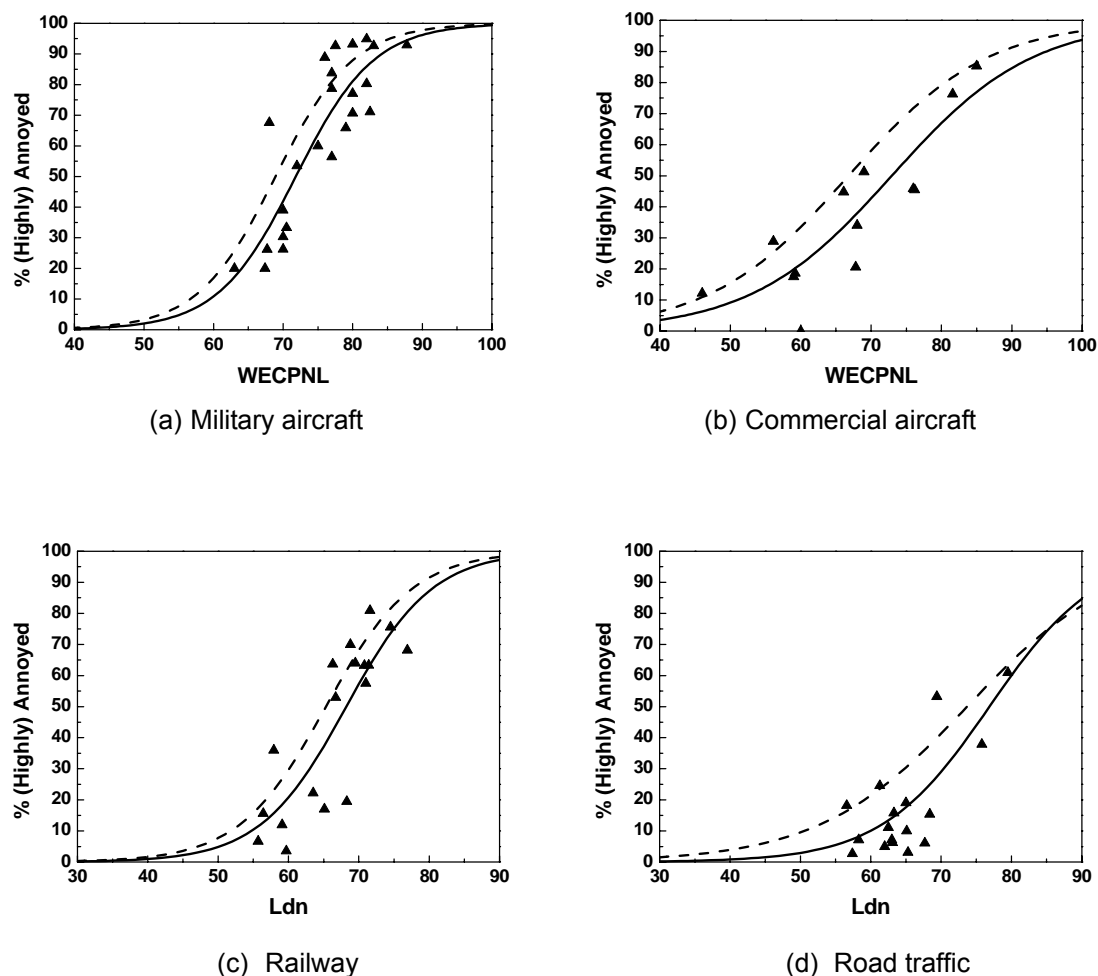 100
90
80
70
60
50
40
30
20
10
0
% (Highly) Annoyed
40 50 60 70 80 90 100
WECPNL
(a) Military aircraft
100
90
80
70
60
50
40
30
20
10
0
% (Highly) Annoyed
40 50 60 70 80 90 100
WECPNL
(b) Commercial aircraft
100
90
80
70
60
50
40
30
20
10
0
% (Highly) Annoyed
30 40 50 60 70 80 90
Ldn
(c) Railway
100
90
80
70
60
50
40
30
20
10
0
% (Highly) Annoyed
30 40 50 60 70 80 90
Ldn
(d) Road traffic